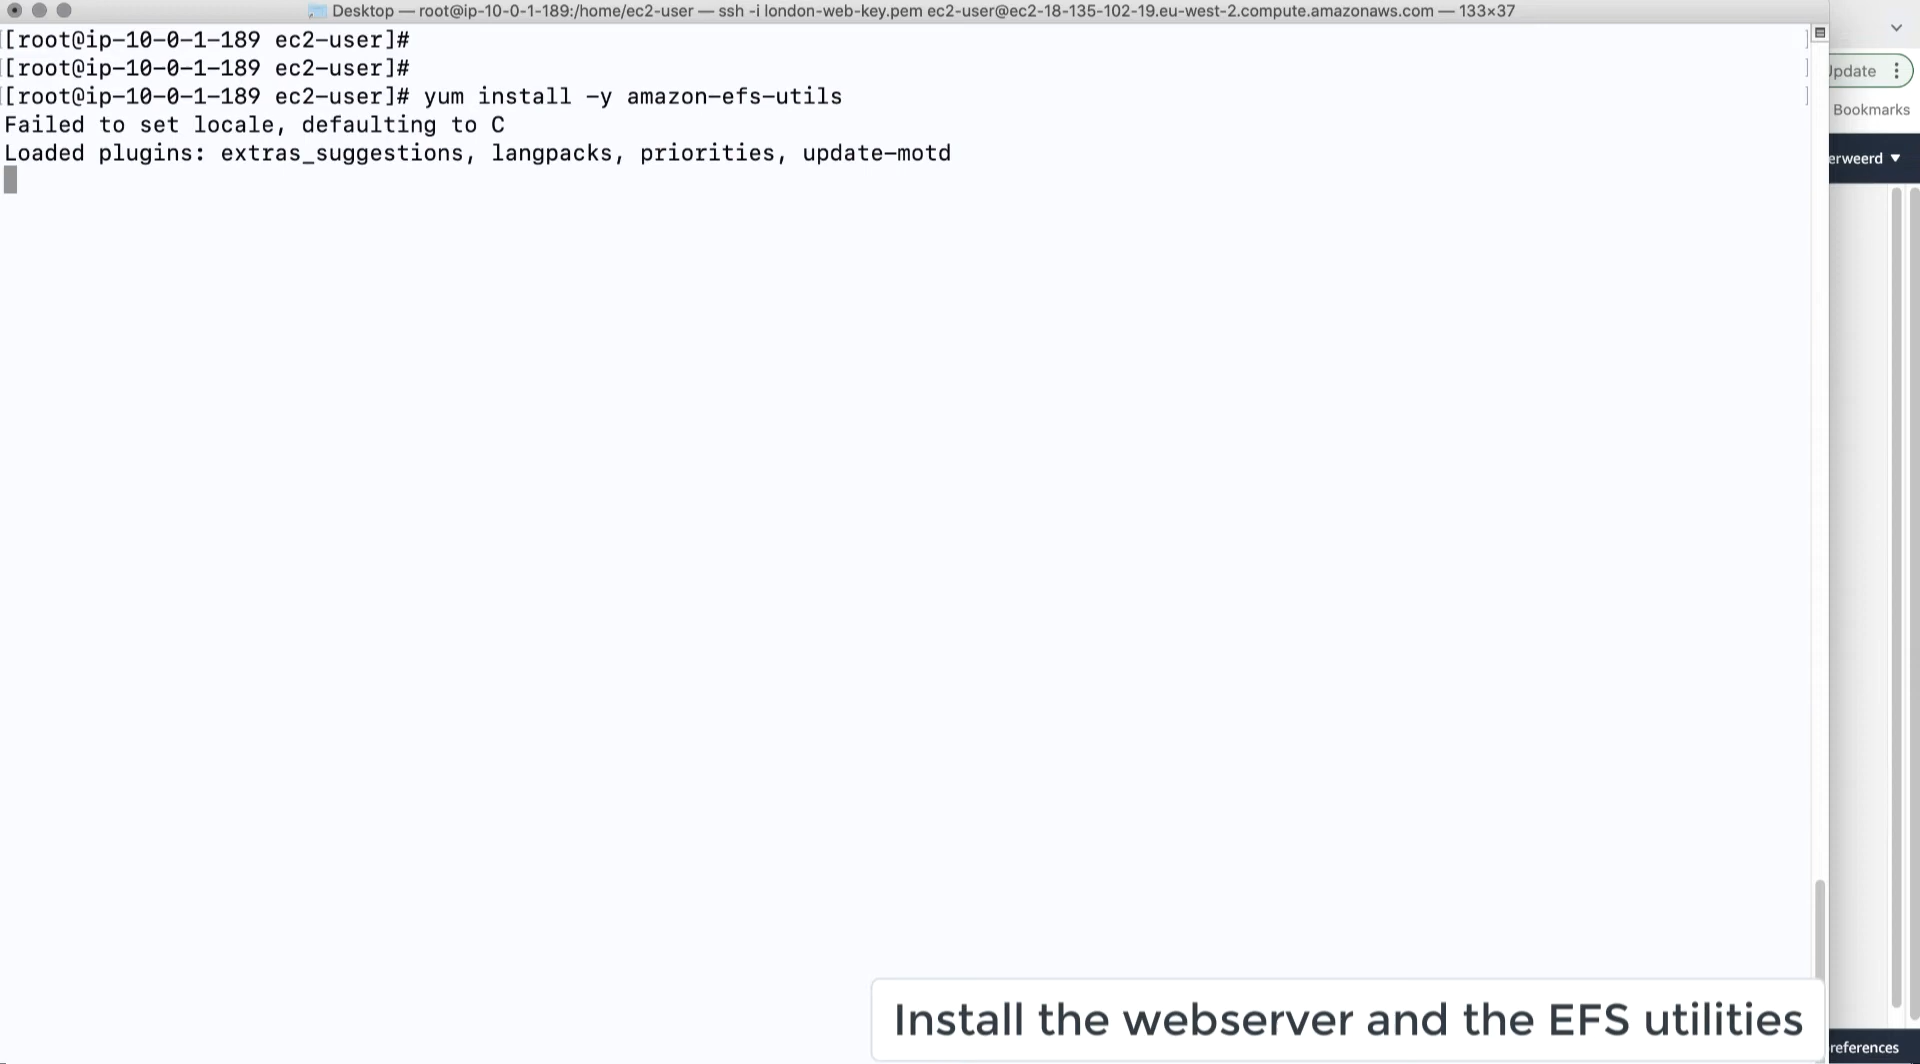 Desktop — root@ip-10-0-1-189:/home/ec2-user — ssh -i london-web-key.pem ec2-user@ec2-18-135-102-19.eu-west-2.compute.amazonaws.com — 133×37
[root@ip-10-0-1-189 ec2-user]#
[root@ip-10-0-1-189 ec2-user]#
[root@ip-10-0-1-189 ec2-user]# yum install -y amazon-efs-utils
Failed to set locale, defaulting to C
Loaded plugins: extras_suggestions, langpacks, priorities, update-motd
Update
Bookmarks
erweerd
Install the webserver and the EFS utilities
references